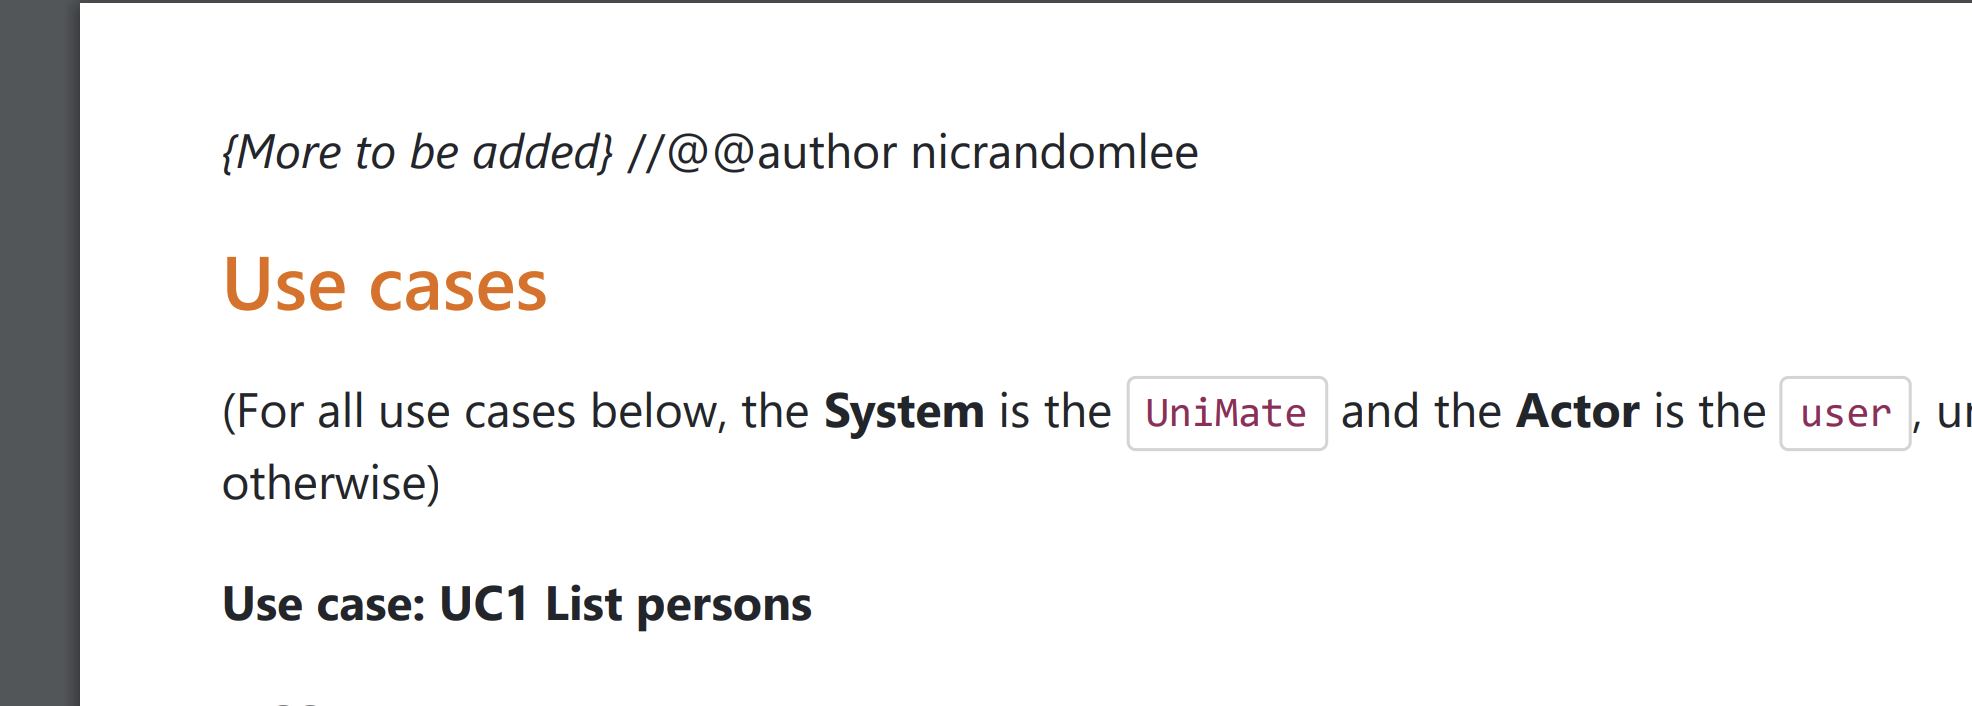 {More to be added} //@@author nicrandomlee
Use cases
(For all use cases below, the System is the UniMate and the Actor is the user,
otherwise)
Use case: UC1 List persons